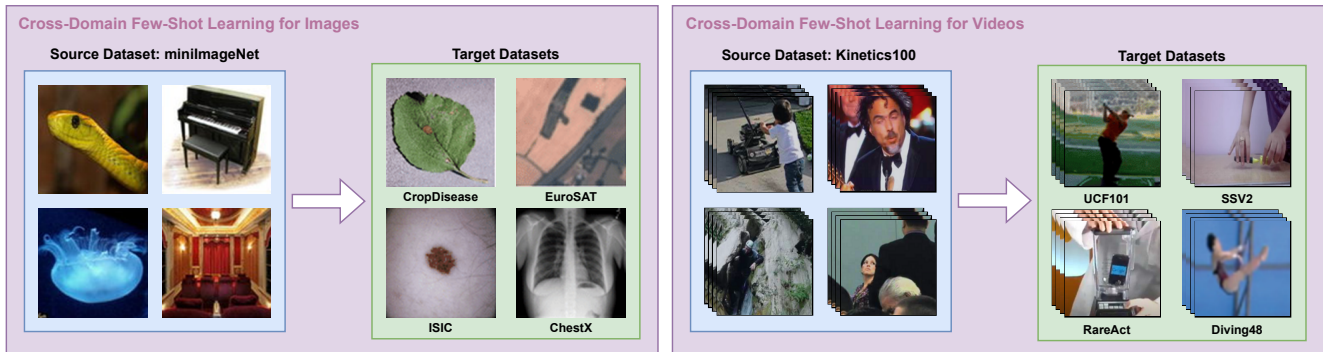 Cross-Domain Few-Shot Learning for Images
Source Dataset: miniImageNet
Target Datasets
CropDisease
EuroSAT
ISIC
ChestX
Cross-Domain Few-Shot Learning for Videos
Source Dataset: Kinetics100
Target Datasets
UCF101
SSV2
RareAct
Diving48